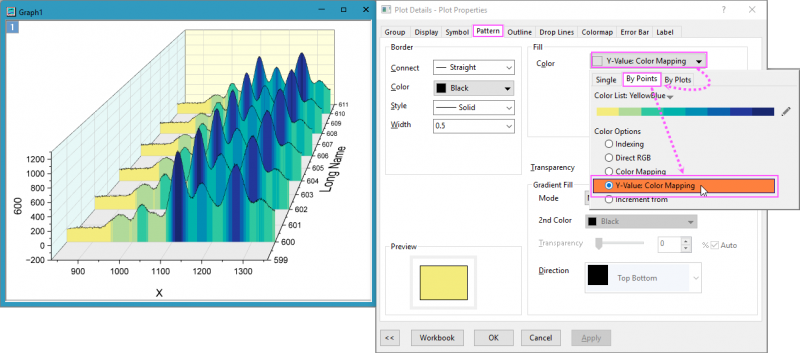 Graph1
1
1200
1000
800
600
400
200
0
-200
600
900
1000
1100
1200
1300
X
599
600
601
602
603
604
606
608
609
610
611
Long Name
Plot Details - Plot Properties
?
Group
Display
Symbol
Pattern
Outline
Drop Lines
Colormap
Error Bar
Label
Border
Connect
Straight
Color
Black
Style
Solid
Width
0.5
Preview
Fill
Color
Y-Value: Color Mapping
Single
By Points
By Plots
Color List: YellowBlue
Color Options
Indexing
Direct RGB
Color Mapping
Y-Value: Color Mapping
Increment from
Transparency
Gradient Fill
Mode
2nd Color
Black
Transparency
0
%
Auto
Direction
Top Bottom
<<
Workbook
OK
Cancel
Apply